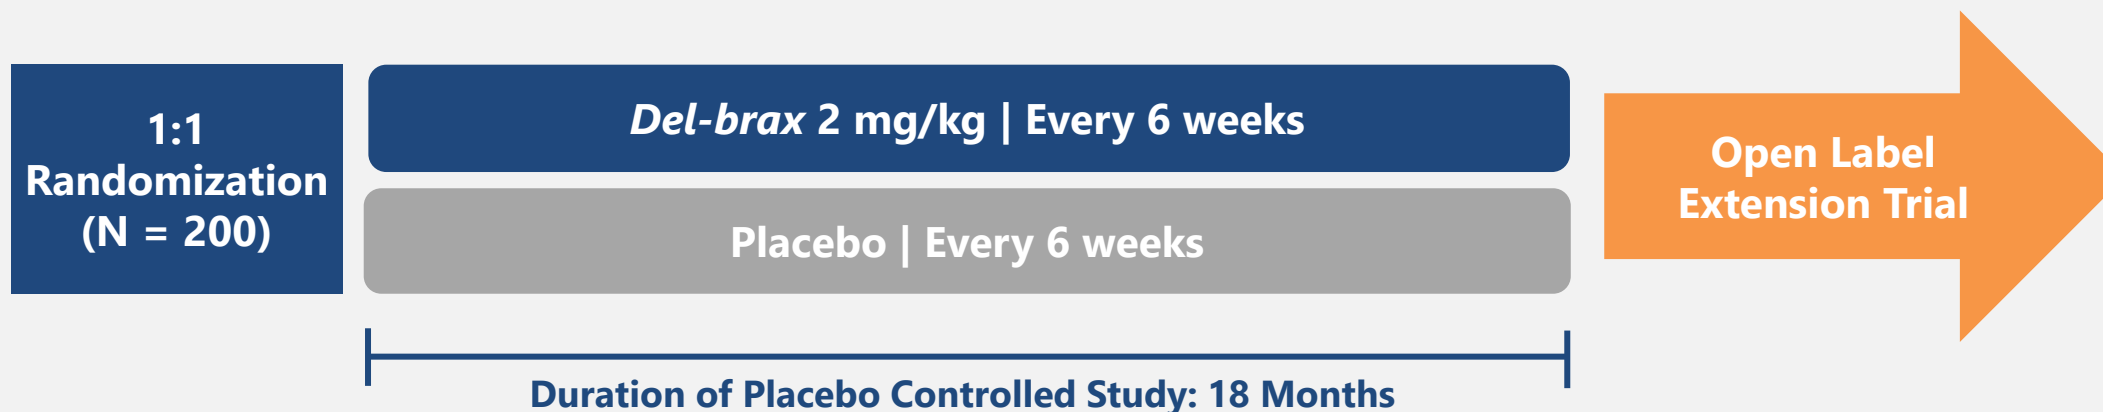 1:1
Randomization
(N = 200)
Del-brax 2 mg/kg | Every 6 weeks
Placebo | Every 6 weeks
Open Label
Extension Trial
Duration of Placebo Controlled Study: 18 Months